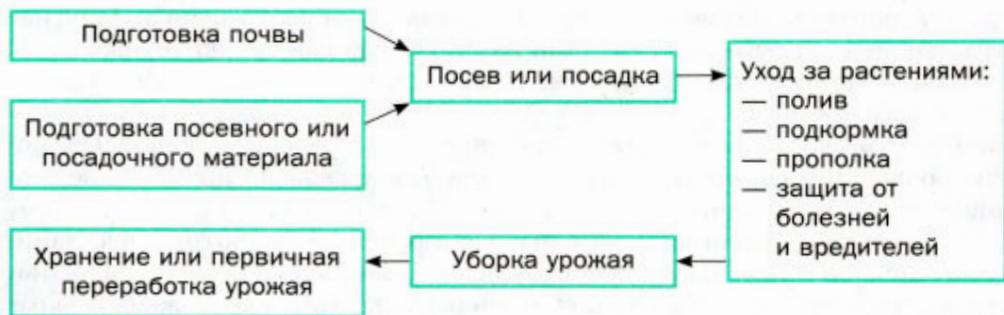 Подготовка почвы
Подготовка посевного или
посадочного материала
Посев или посадка
Уход за растениями:
— полив
— подкормка
— прополка
— защита от
болезней
и вредителей
Уборка урожая
Хранение или первичная
переработка урожая